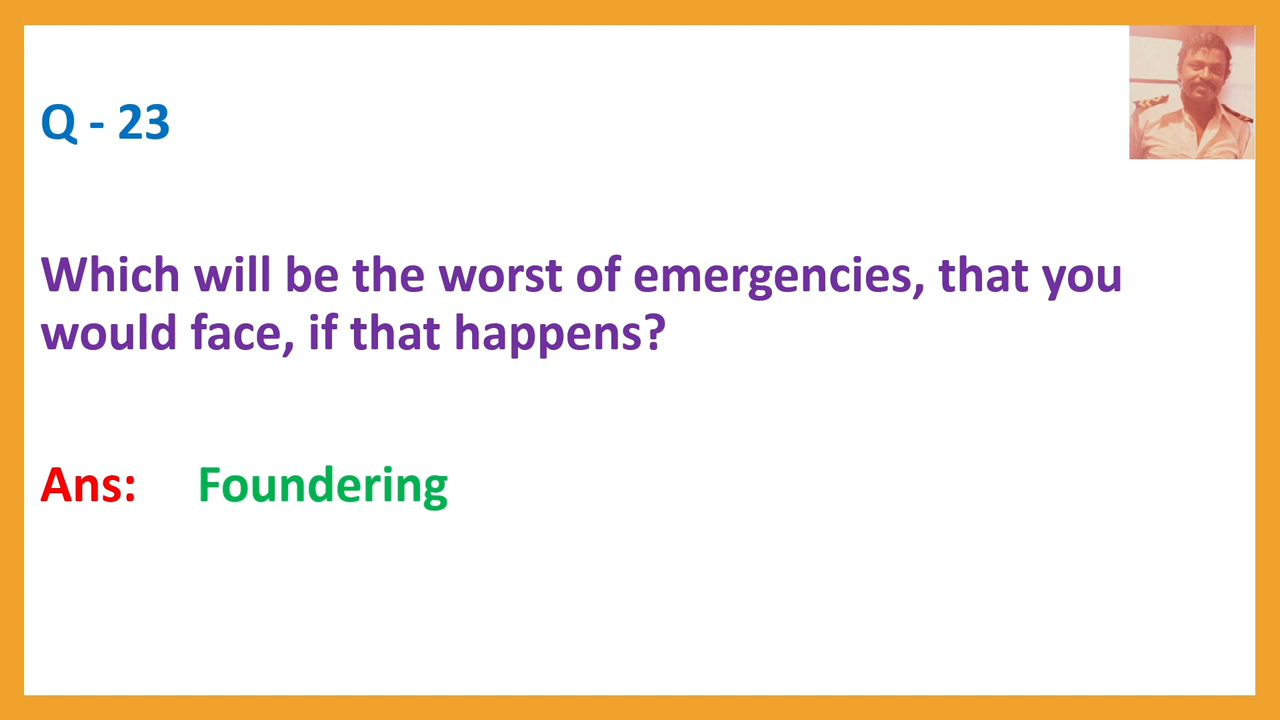 Q - 23
Which will be the worst of emergencies, that you
would face, if that happens?
Ans: Foundering